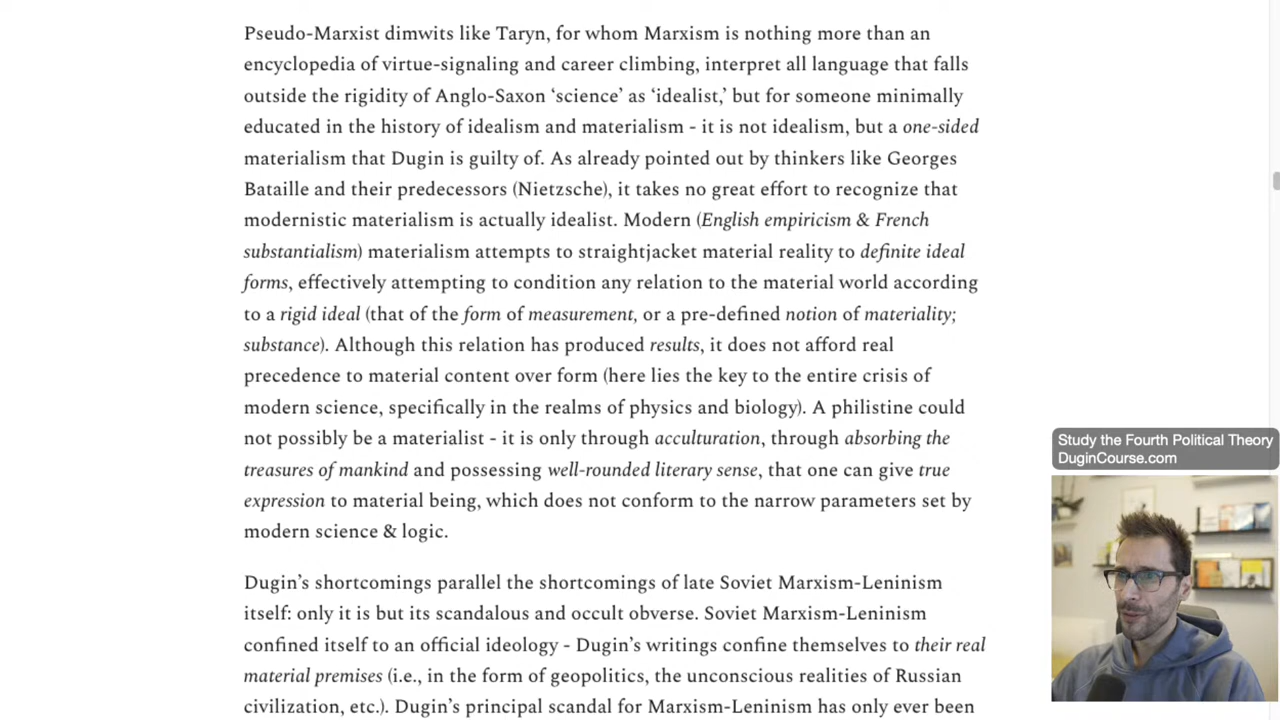 Pseudo-Marxist dimwits like Taryn, for whom Marxism is nothing more than an
encyclopedia of virtue-signaling and career climbing, interpret all language that falls
outside the rigidity of Anglo-Saxon ‘science’ as ‘idealist,’ but for someone minimally
educated in the history of idealism and materialism - it is not idealism, but a one-sided
materialism that Dugin is guilty of. As already pointed out by thinkers like Georges
Bataille and their predecessors (Nietzsche), it takes no great effort to recognize that
modernistic materialism is actually idealist. Modern (English empiricism & French
substantialism) materialism attempts to straightjacket material reality to definite ideal
forms, effectively attempting to condition any relation to the material world according
to a rigid ideal (that of the form of measurement, or a pre-defined notion of materiality;
substance). Although this relation has produced results, it does not afford real
precedence to material content over form (here lies the key to the entire crisis of
modern science, specifically in the realms of physics and biology). A philistine could
not possibly be a materialist - it is only through acculturation, through absorbing the
treasures of mankind and possessing well-rounded literary sense, that one can give true
expression to material being, which does not conform to the narrow parameters set by
modern science & logic.
Dugin’s shortcomings parallel the shortcomings of late Soviet Marxism-Leninism
itself: only it is but its scandalous and occult obverse. Soviet Marxism-Leninism
confined itself to an official ideology - Dugin’s writings confine themselves to their real
material premises (i.e., in the form of geopolitics, the unconscious realities of Russian
civilization, etc.). Dugin’s principal scandal for Marxism-Leninism has only ever been
Study the Fourth Political Theory
DuginCourse.com